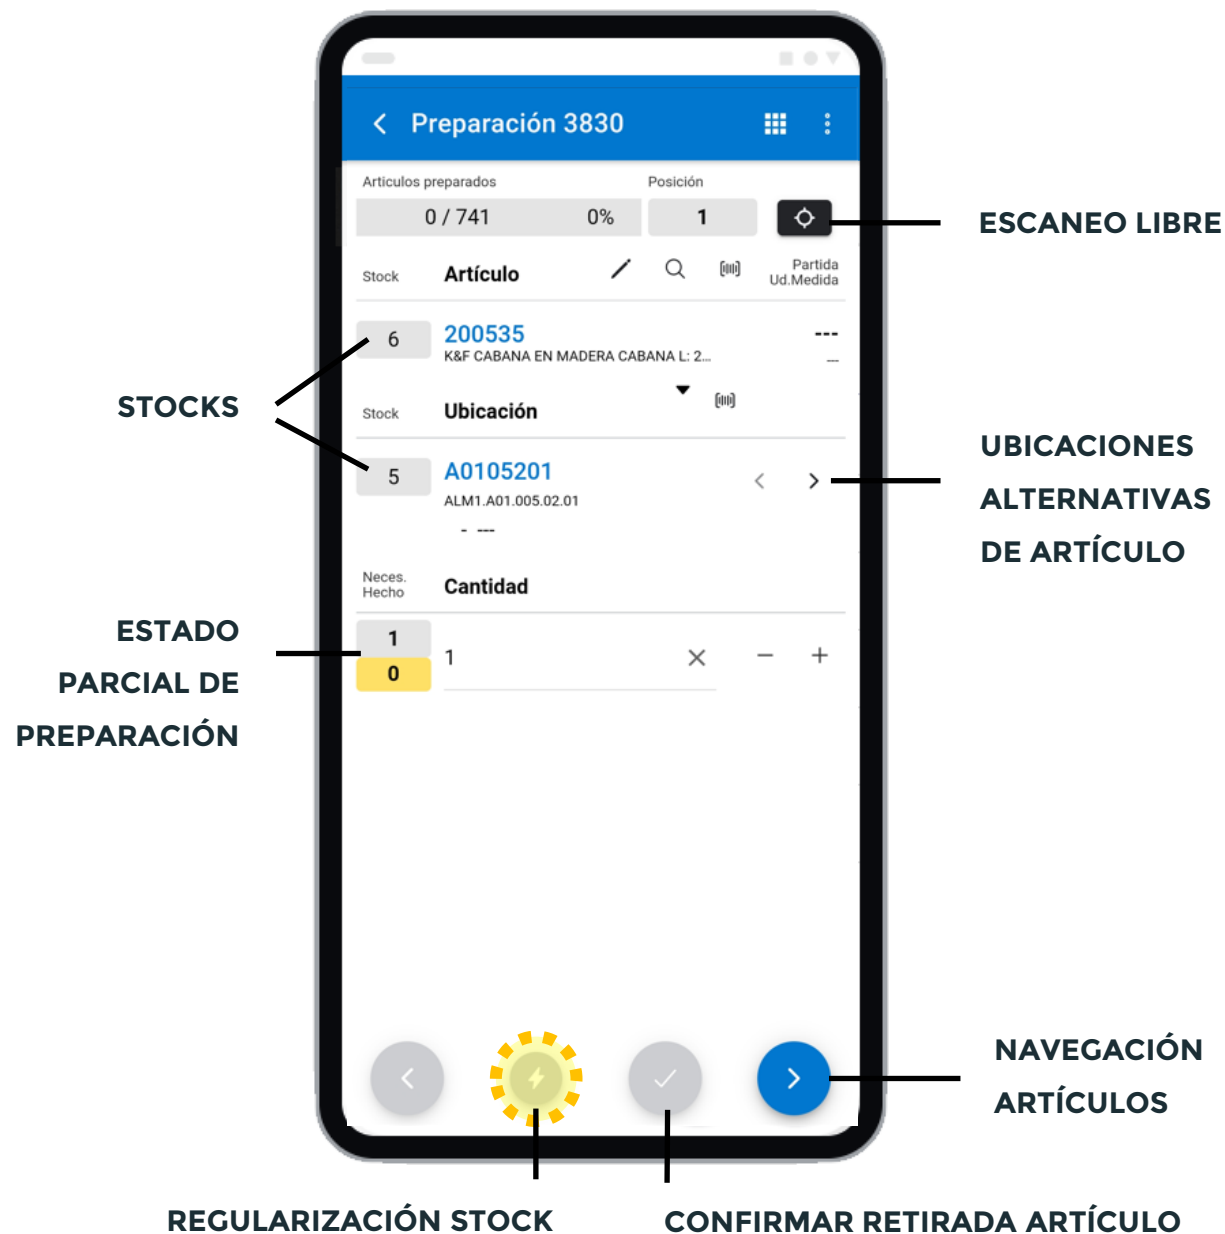 Preparación 3830
Articulos preparados
Posición
0 / 741
0%
1
ESCANEO LIBRE
Stock
Artículo
Partida
Ud.Medida
6
200535
---
K&F CABANA EN MADERA CABANA L: 2...
---
STOCKS
Stock
Ubicación
5
A0105201
ALM1.A01.005.02.01
- ---
UBICACIONES
ALTERNATIVAS
DE ARTÍCULO
Neces.
Hecho
Cantidad
ESTADO
PARCIAL DE
PREPARACIÓN
1
0
1
NAVEGACIÓN
ARTÍCULOS
REGULARIZACIÓN STOCK
CONFIRMAR RETIRADA ARTÍCULO